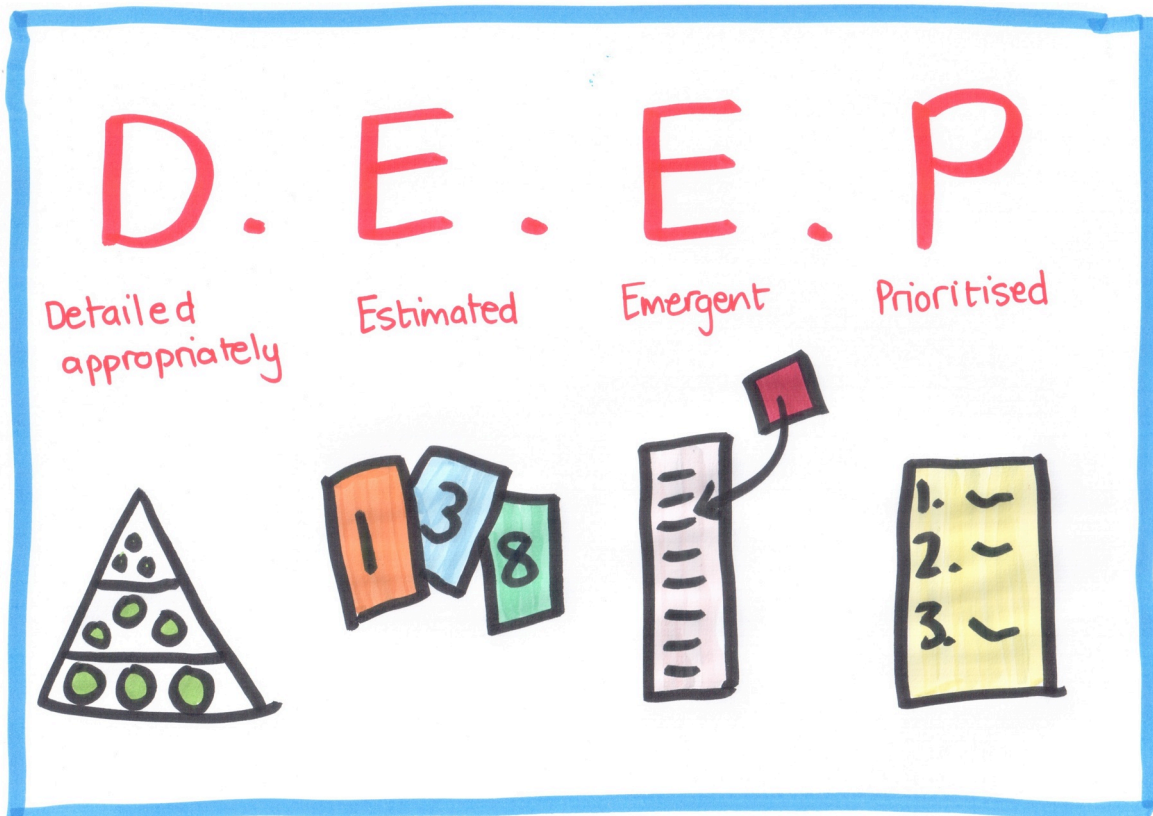 D.E.E.P
Detailed
appropriately
Estimated
Emergent
Prioritised
1
3
8
1.
2.
3.